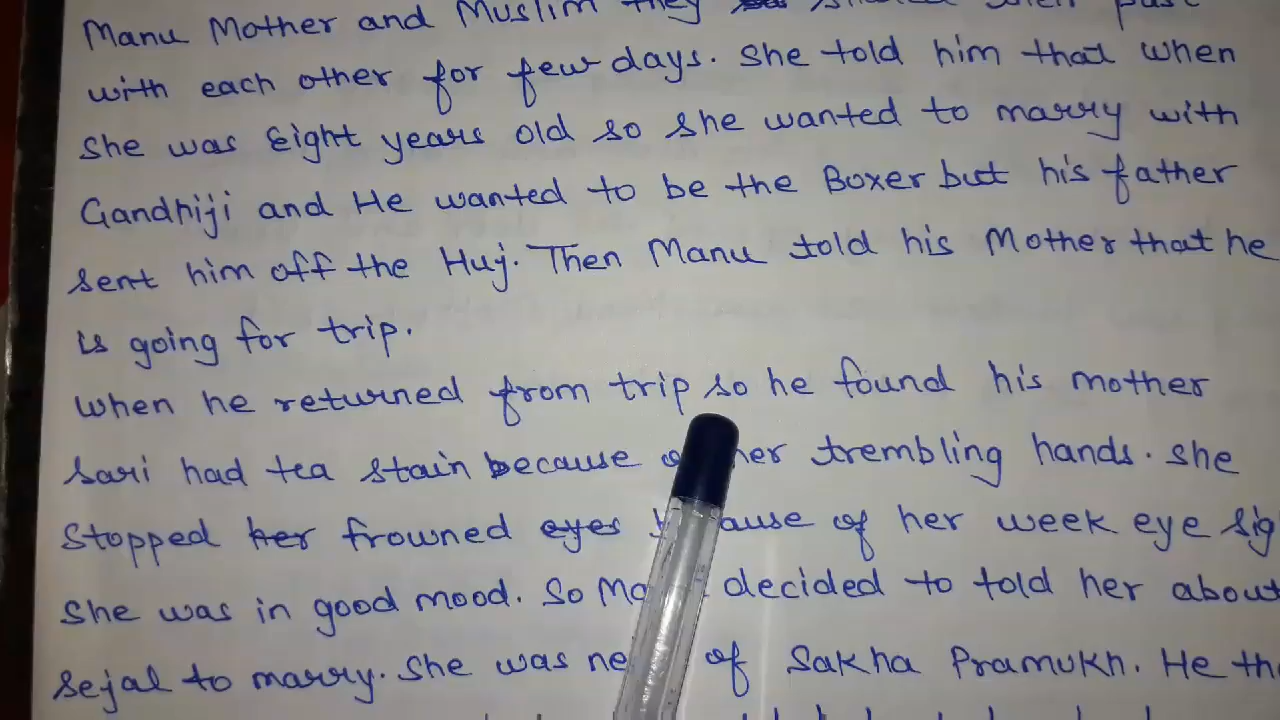 Manu Mother and Muslim they shared their past
with each other for few days. She told him that when
She was Eight years old so she wanted to marry with
Gandhiji and He wanted to be the Boxer but his father
sent him off the Huj. Then Manu told his Mother that he
is going for trip.
When he returned from trip so he found his mother
sari had tea stain because her trembling hands. She
Stopped her frowned eyes of her week eye sig
She was in good mood. So decided to told her about
sejal to marry. She was of Sakha Pramukh. He